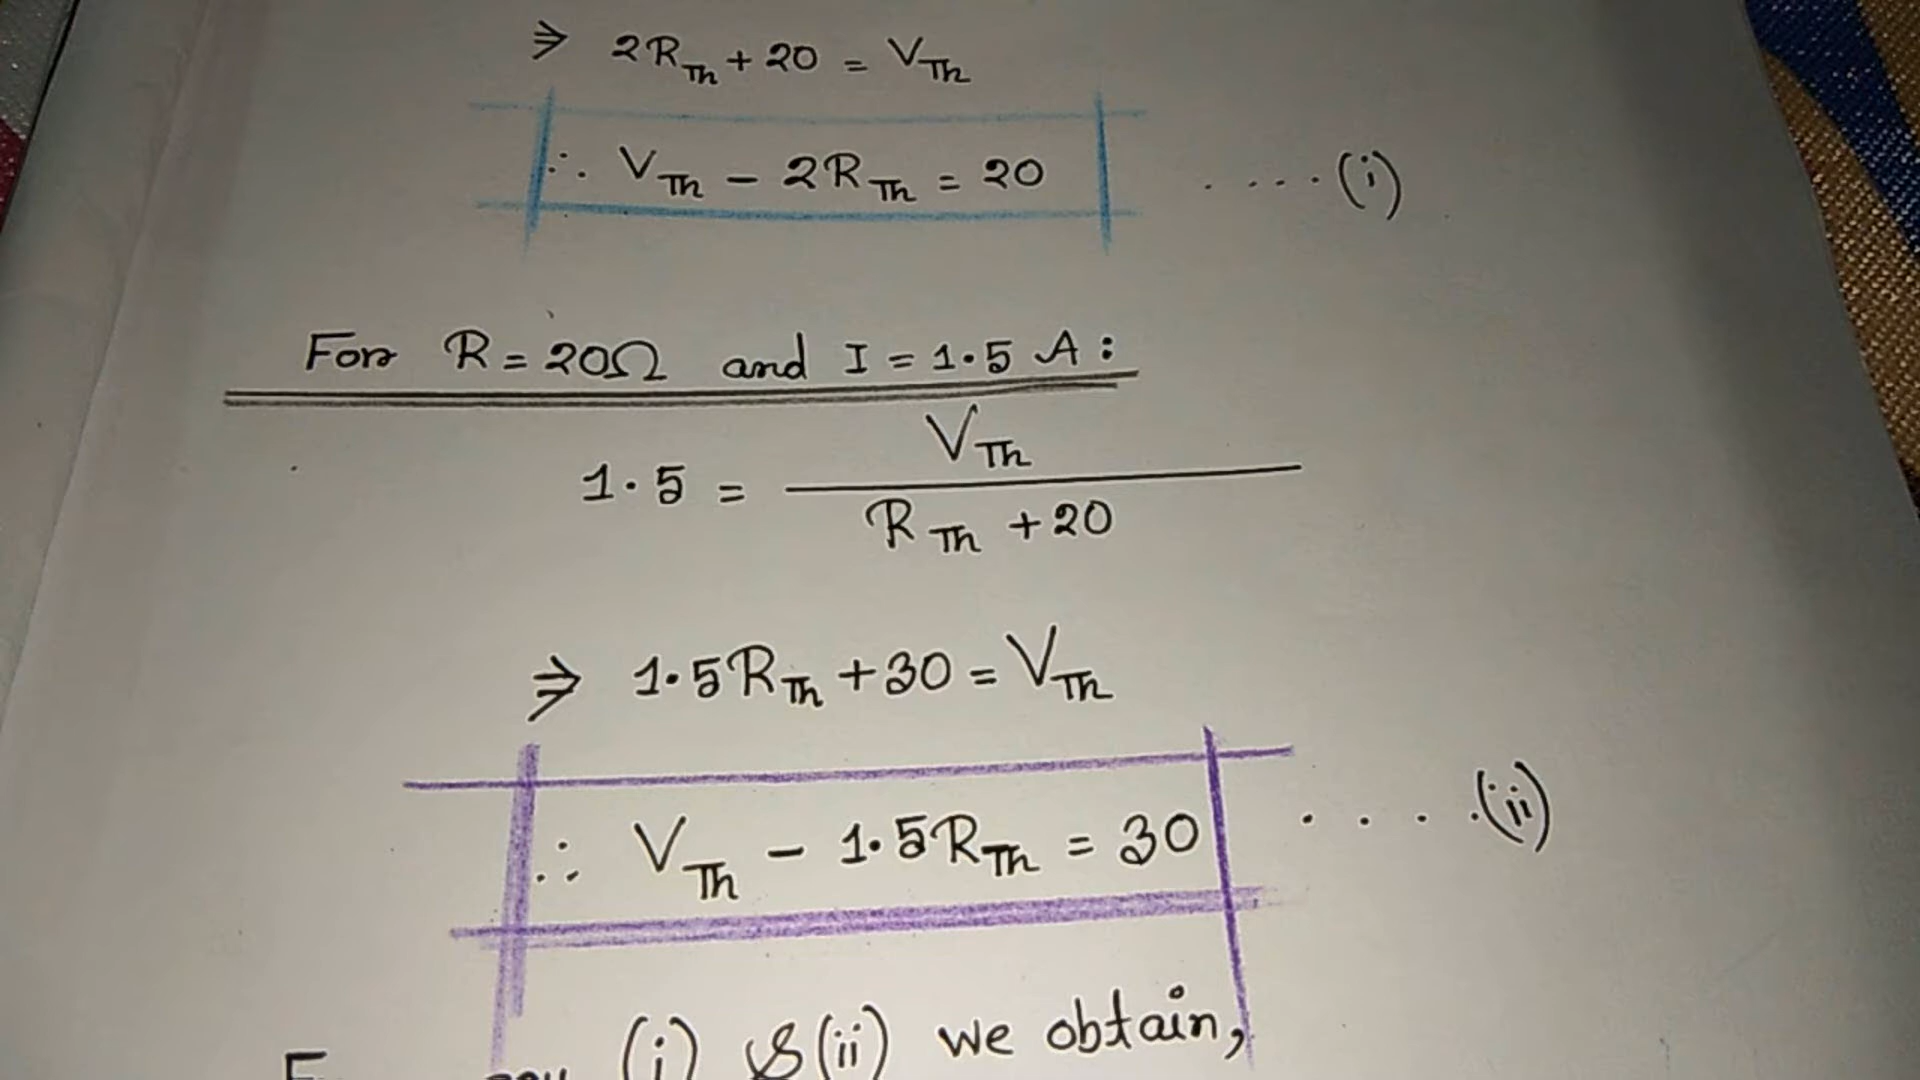 ⇒ 2R_Th + 20 = V_Th
∴ V_Th - 2R_Th = 20 .....(i)
For R = 20Ω and I = 1.5 A :
1.5 = V_Th / R_Th + 20
⇒ 1.5R_Th + 30 = V_Th
∴ V_Th - 1.5R_Th = 30 .....(ii)
(i) & (ii) we obtain,